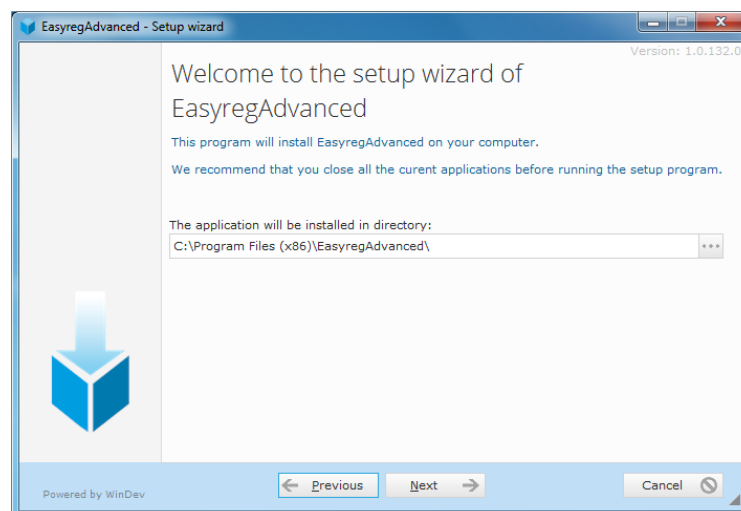 EasyregAdvanced - Setup wizard
Version: 1.0.132.0
Welcome to the setup wizard of
EasyregAdvanced
This program will install EasyregAdvanced on your computer.
We recommend that you close all the curent applications before running the setup program.
The application will be installed in directory:
C:\Program Files (x86)\EasyregAdvanced\
Previous
Next
Cancel
Powered by WinDev